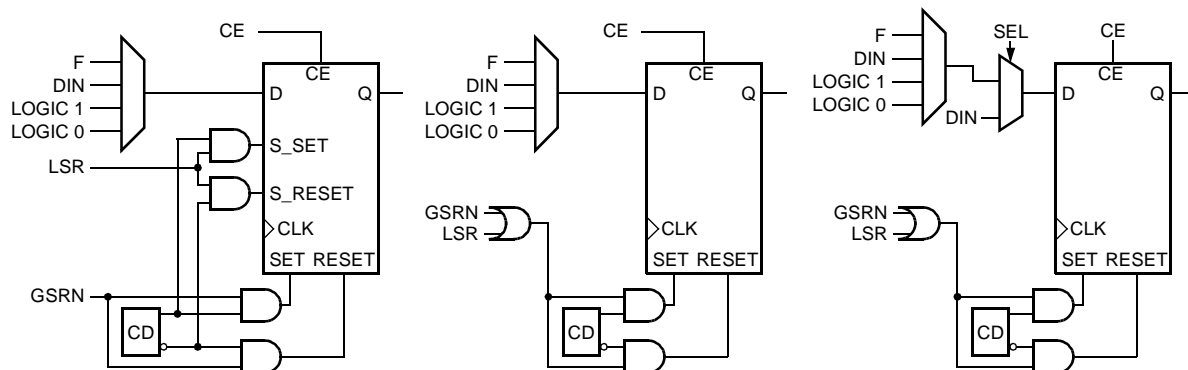 CE
F
DIN
LOGIC 1
LOGIC 0
CE
D
Q
S_SET
LSR
S_RESET
CLK
SET RESET
GSRN
CD
CE
F
DIN
LOGIC 1
LOGIC 0
CE
D
Q
GSRN
LSR
CLK
SET RESET
CD
F
DIN
LOGIC 1
LOGIC 0
SEL
CE
CE
DIN
D
Q
GSRN
LSR
CLK
SET RESET
CD